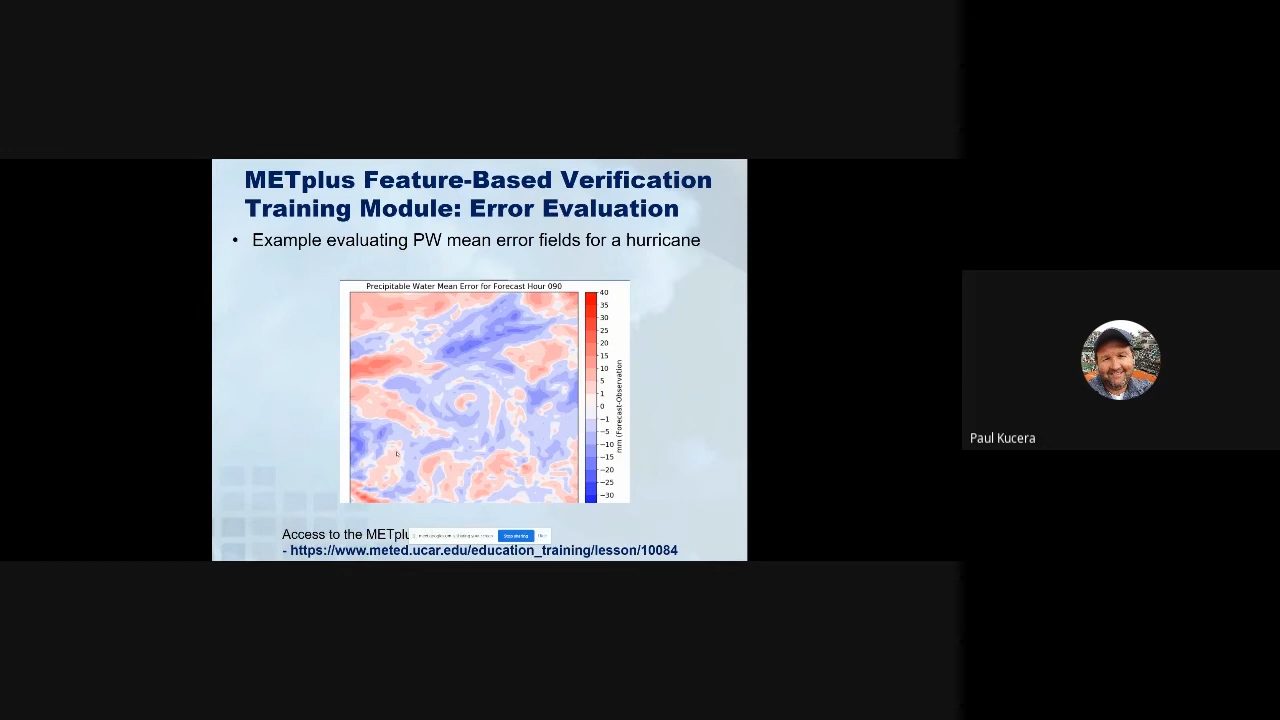 METplus Feature-Based Verification
Training Module: Error Evaluation
• Example evaluating PW mean error fields for a hurricane
Precipitable Water Mean Error for Forecast Hour 090
40
35
30
25
20
15
10
5
1
0
−1
−5
−10
−15
−20
−25
−30
mm (Forecast-Observation
Access to the METplu
Stop sharing
- https://www.meted.ucar.edu/education_training/lesson/10084
Paul Kucera